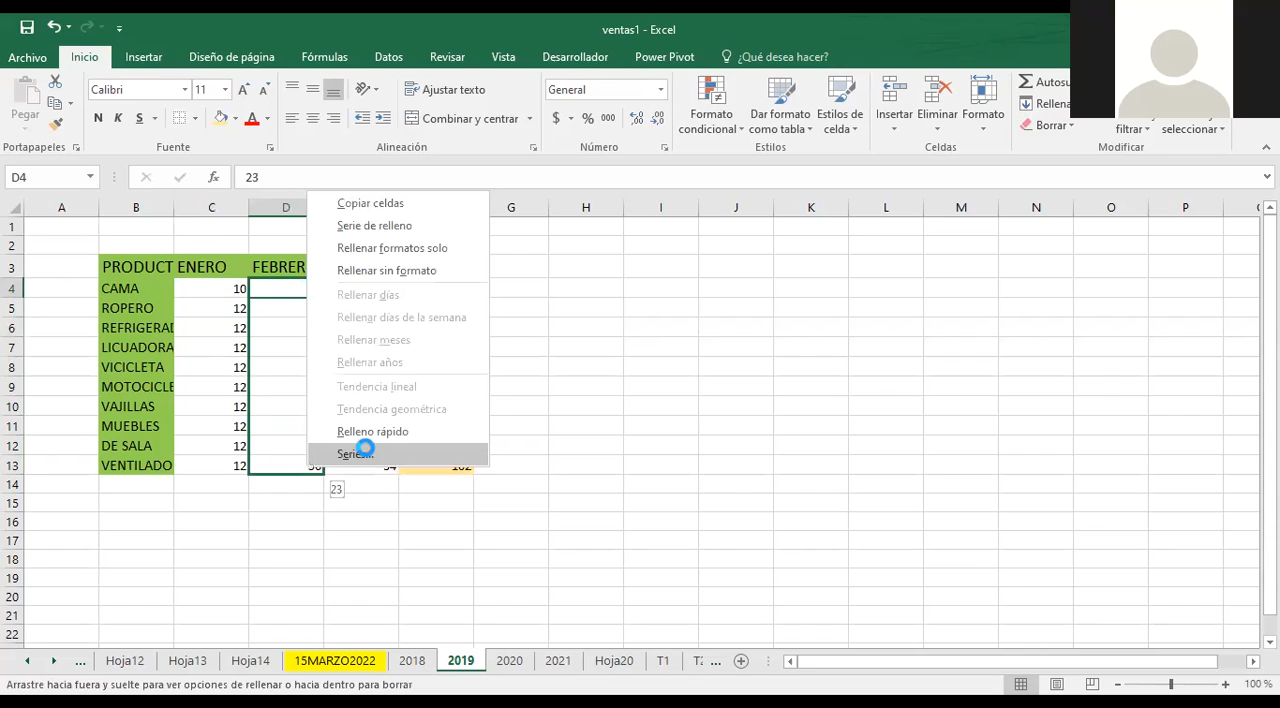 ventas1 - Excel
Archivo Inicio Insertar Diseño de página Fórmulas Datos Revisar Vista Desarrollador Power Pivot ¿Qué desea hacer?
Pegar
Calibri 11 A A
N K S A
Ajustar texto
Combinar y centrar
General
$ % 000
Formato condicional
Dar formato como tabla
Estilos de celda
Insertar Eliminar Formato
Autosu
Rellena
Borrar
filtrar
seleccionar
Portapapeles Fuente Alineación Número Estilos Celdas Modificar
D4 fx 23
A B C D G H I J K L M N O P
1
2
3 PRODUCT ENERO FEBRER
4 CAMA 10
5 ROPERO 12
6 REFRIGERAD 12
7 LICUADORA 12
8 VICICLETA 12
9 MOTOCICLE 12
10 VAJILLAS 12
11 MUEBLES 12
12 DE SALA 12
13 VENTILADO 12
14
15
16
17
18
19
20
21
22
Copiar celdas
Serie de relleno
Rellenar formatos solo
Rellenar sin formato
Rellenar días
Rellenar días de la semana
Rellenar meses
Rellenar años
Tendencia lineal
Tendencia geométrica
Relleno rápido
Series...
23
... Hoja12 Hoja13 Hoja14 15MARZO2022 2018 2019 2020 2021 Hoja20 T1 T2 ...
Arrastre hacia fuera y suelte para ver opciones de rellenar o hacia dentro para borrar
100 %